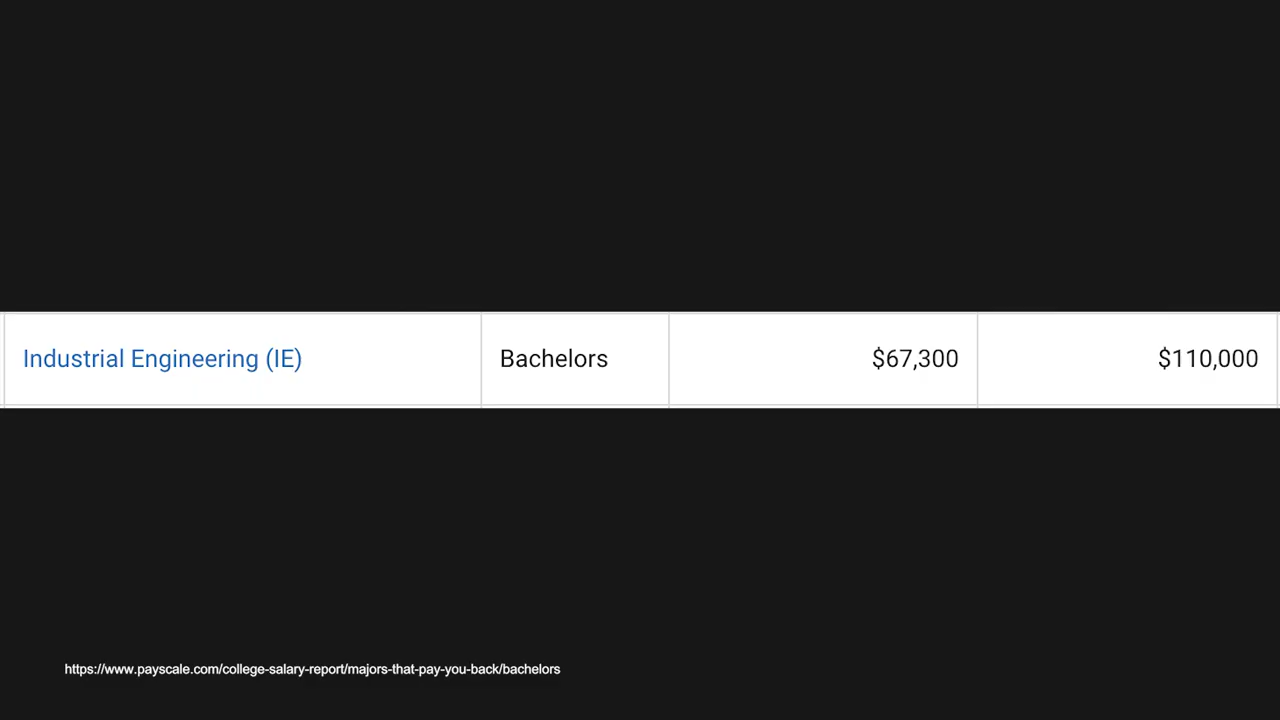 Industrial Engineering (IE) Bachelors $67,300 $110,000
https://www.payscale.com/college-salary-report/majors-that-pay-you-back/bachelors